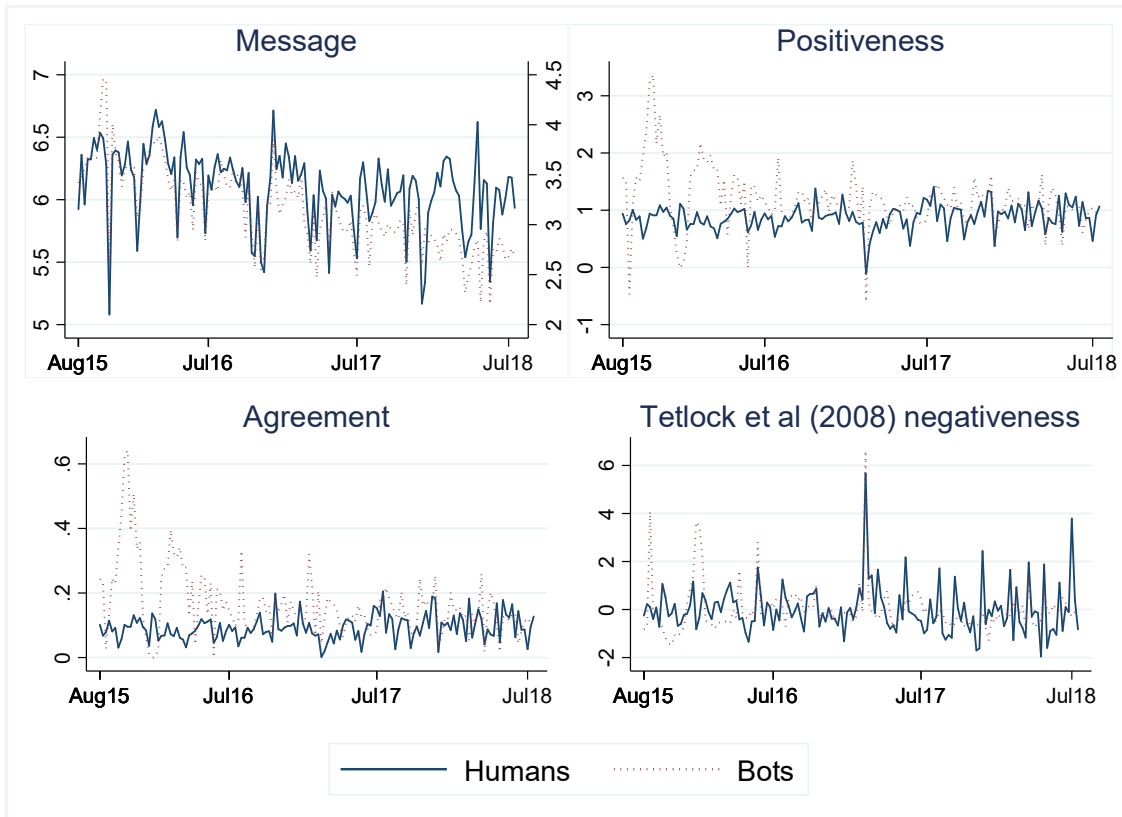 Message
7
6.5
6
5.5
5
4.5
4
3.5
3
2.5
2
Aug15 Jul16 Jul17 Jul18
Positiveness
3
2
1
0
-1
Aug15 Jul16 Jul17 Jul18
Agreement
.6
.4
.2
0
Aug15 Jul16 Jul17 Jul18
Tetlock et al (2008) negativeness
6
4
2
0
-2
Aug15 Jul16 Jul17 Jul18
Humans Bots